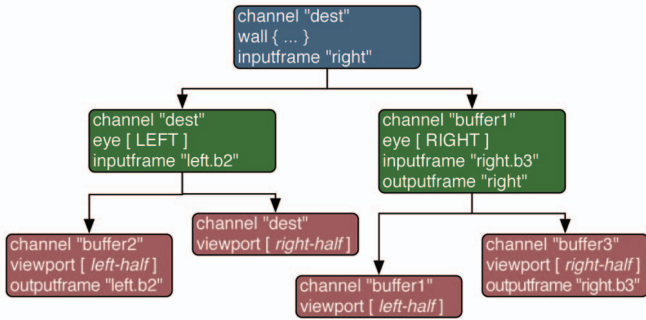 channel "dest"
wall { ... }
inputframe "right"
channel "dest"
eye [ LEFT ]
inputframe "left.b2"
channel "buffer1"
eye [ RIGHT ]
inputframe "right.b3"
outputframe "right"
channel "buffer2"
viewport [ left-half ]
outputframe "left.b2"
channel "dest"
viewport [ right-half ]
channel "buffer1"
viewport [ left-half ]
channel "buffer3"
viewport [ right-half ]
outputframe "right.b3"